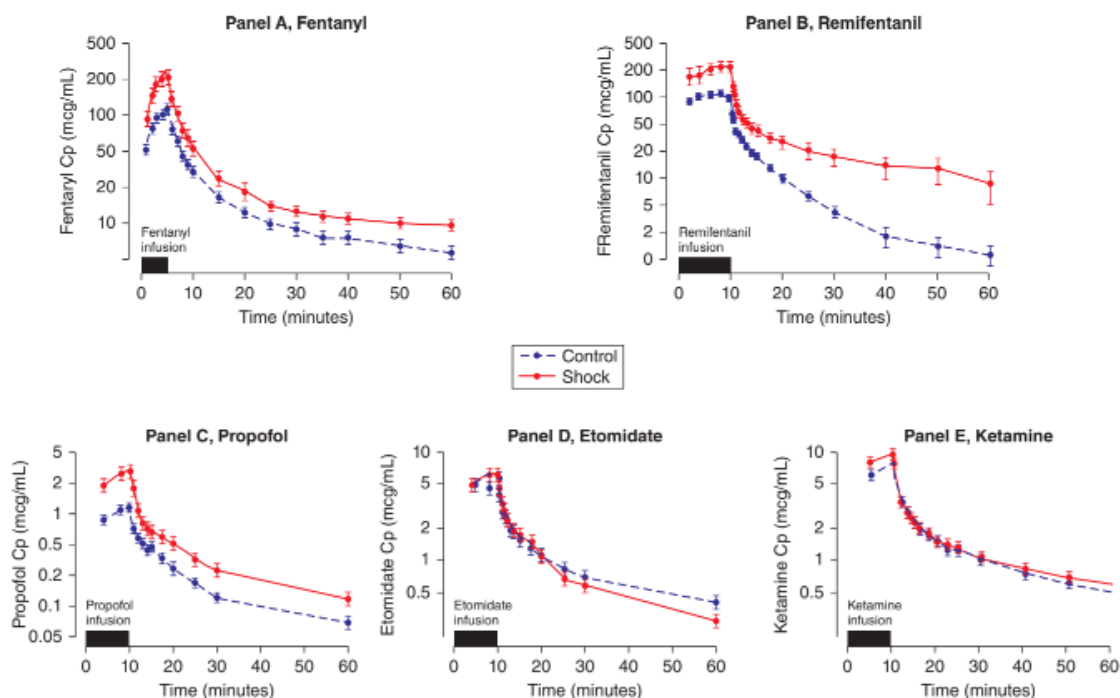 Panel A, Fentanyl
Fentaryl Cp (mcg/mL)
500
200
100
50
20
10
Fentanyl
infusion
0 10 20 30 40 50 60
Time (minutes)
Panel B, Remifentanil
FRemifentanil Cp (mcg/mL)
500
200
100
50
20
10
5
2
0
Remifentanil
infusion
0 10 20 30 40 50 60
Time (minutes)
Control
Shock
Panel C, Propofol
Propofol Cp (mcg/mL)
5
2
1
0.5
0.2
0.1
0.05
Propofol
infusion
0 10 20 30 40 50 60
Time (minutes)
Panel D, Etomidate
Etomidate Cp (mcg/mL)
10
5
2
1
0.5
Etomidate
infusion
0 10 20 30 40 50 60
Time (minutes)
Panel E, Ketamine
Ketamine Cp (mcg/mL)
10
5
2
1
0.5
Ketamine
infusion
0 10 20 30 40 50 60
Time (minutes)